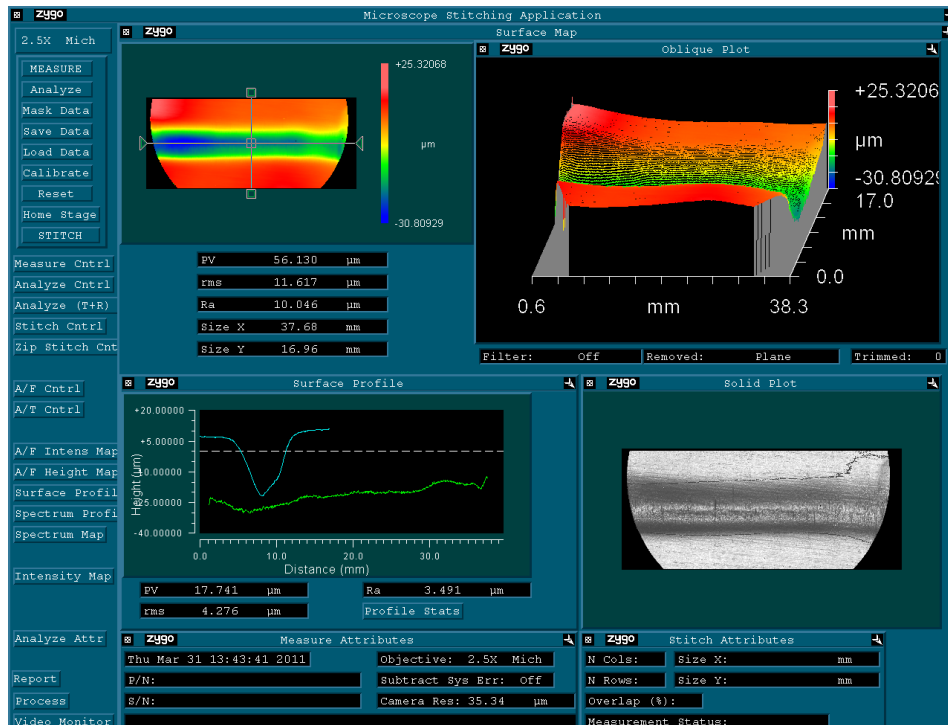 zygo Microscope Stitching Application
2.5X Mich
MEASURE
Analyze
Mask Data
Save Data
Load Data
Calibrate
Reset
Home Stage
STITCH
Measure Cntrl
Analyze Cntrl
Analyze (T+R)
Stitch Cntrl
Zip Stitch Cnt
A/F Cntrl
A/T Cntrl
A/F Intens Map
A/F Height Map
Surface Profil
Spectrum Profi
Spectrum Map
Intensity Map
Analyze Attr
Report
Process
Video Monitor
zygo Surface Map
+25.32068
µm
-30.80929
PV 56.130 µm
rms 11.617 µm
Ra 10.046 µm
Size X 37.68 mm
Size Y 16.96 mm
zygo Oblique Plot
+25.3206
µm
-30.80929
17.0
mm
0.0
0.6 mm 38.3
Filter: Off Removed: Plane Trimmed: 0
zygo Surface Profile
+20.00000
+5.00000
-10.00000
-25.00000
-40.00000
Height (µm)
0.0 10.0 20.0 30.0
Distance (mm)
PV 17.741 µm Ra 3.491 µm
rms 4.276 µm Profile Stats
zygo Solid Plot
zygo Measure Attributes
Thu Mar 31 13:43:41 2011 Objective: 2.5X Mich
P/N: Subtract Sys Err: Off
S/N: Camera Res: 35.34 µm
zygo Stitch Attributes
N Cols: Size X: mm
N Rows: Size Y: mm
Overlap (%):
Measurement Status: